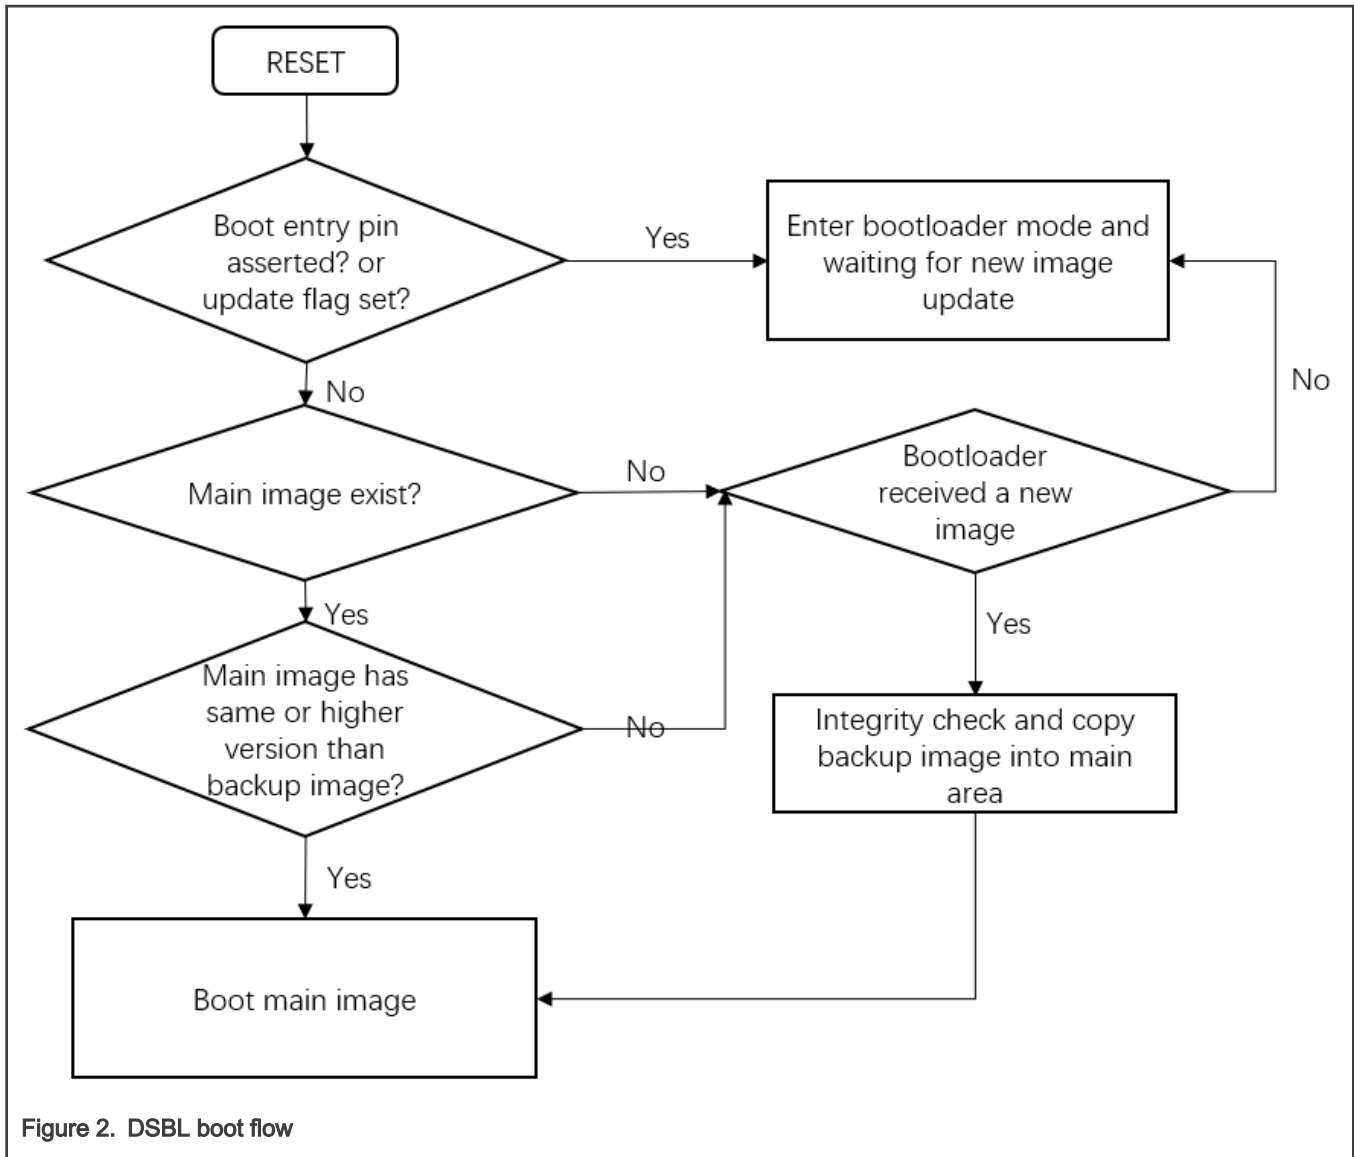 RESET
Boot entry pin
asserted? or
update flag set?
Yes
Enter bootloader mode and
waiting for new image
update
No
No
Main image exist?
No
Bootloader
received a new
image
Yes
Yes
Main image has
same or higher
version than
backup image?
No
Integrity check and copy
backup image into main
area
Yes
Boot main image
Figure 2. DSBL boot flow